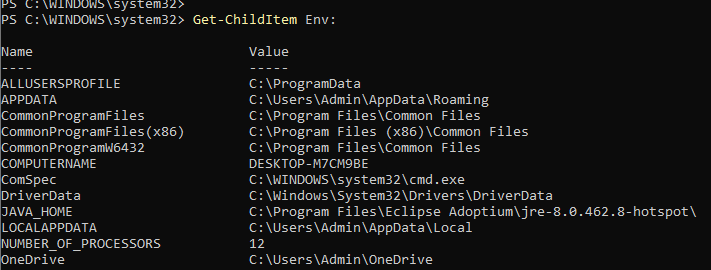 PS C:\WINDOWS\system32>
PS C:\WINDOWS\system32> Get-ChildItem Env:
Name Value
---- -----
ALLUSERSPROFILE C:\ProgramData
APPDATA C:\Users\Admin\AppData\Roaming
CommonProgramFiles C:\Program Files\Common Files
CommonProgramFiles(x86) C:\Program Files (x86)\Common Files
CommonProgramW6432 C:\Program Files\Common Files
COMPUTERNAME DESKTOP-M7CM9BE
ComSpec C:\WINDOWS\system32\cmd.exe
DriverData C:\Windows\System32\Drivers\DriverData
JAVA_HOME C:\Program Files\Eclipse Adoptium\jre-8.0.462.8-hotspot\
LOCALAPPDATA C:\Users\Admin\AppData\Local
NUMBER_OF_PROCESSORS 12
OneDrive C:\Users\Admin\OneDrive